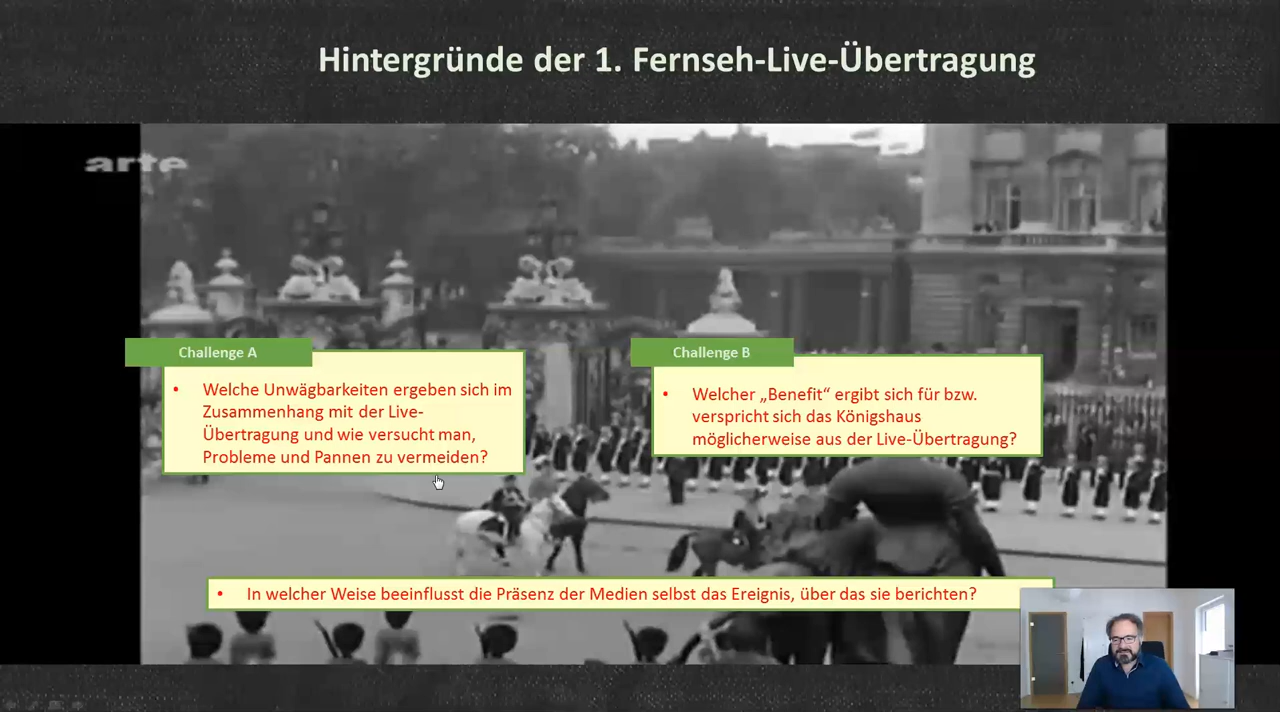 Hintergründe der 1. Fernseh-Live-Übertragung
arte
Challenge A
• Welche Unwägbarkeiten ergeben sich im
Zusammenhang mit der Live-
Übertragung und wie versucht man,
Probleme und Pannen zu vermeiden?
Challenge B
• Welcher „Benefit“ ergibt sich für bzw.
verspricht sich das Königshaus
möglicherweise aus der Live-Übertragung?
• In welcher Weise beeinflusst die Präsenz der Medien selbst das Ereignis, über das sie berichten?